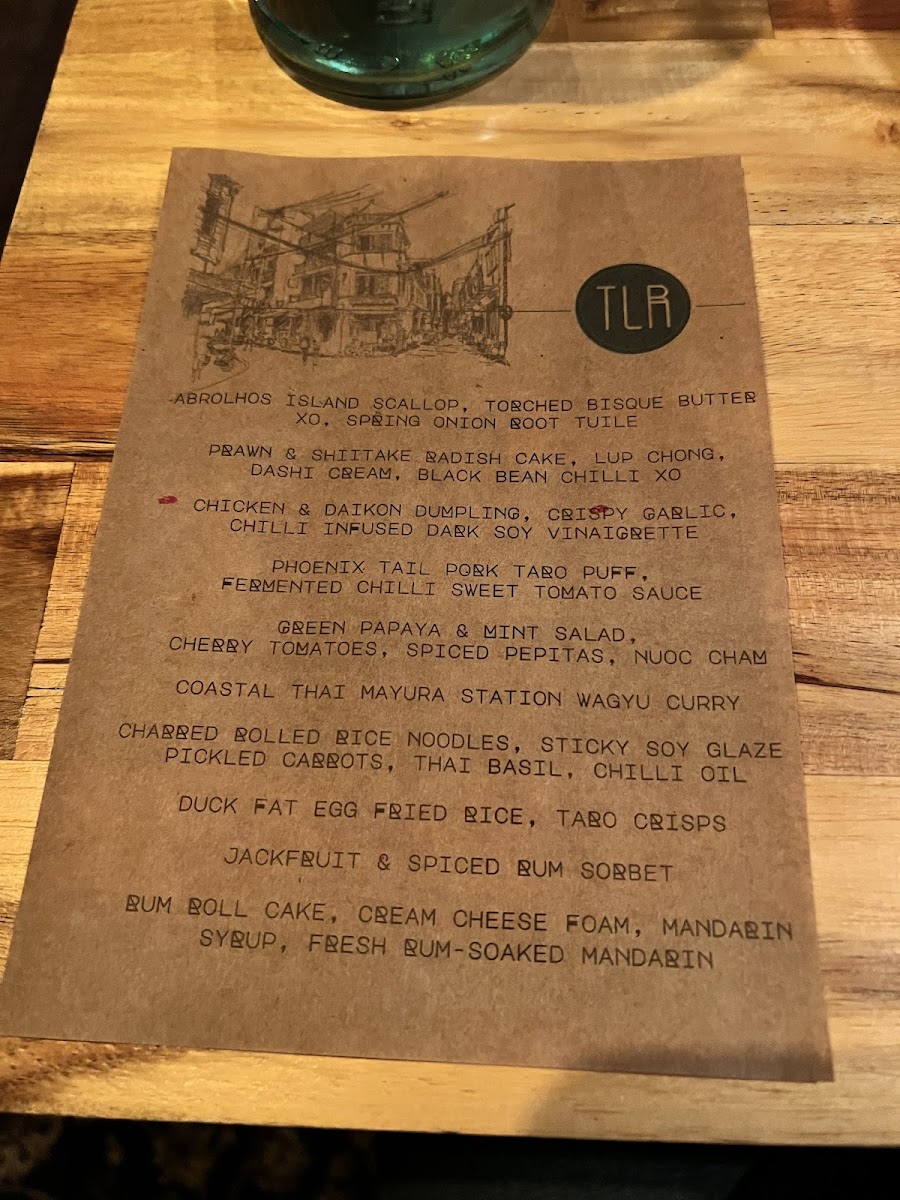 TLR
ABROLHOS ISLAND SCALLOP, TORCHED BISQUE BUTTER
XO, SPRING ONION ROOT TUILE
PRAWN & SHIITAKE RADISH CAKE, LUP CHONG,
DASHI CREAM, BLACK BEAN CHILLI XO
CHICKEN & DAIKON DUMPLING, CRISPY GARLIC,
CHILLI INFUSED DARK SOY VINAIGRETTE
PHOENIX TAIL PORK TARO PUFF,
FERMENTED CHILLI SWEET TOMATO SAUCE
GREEN PAPAYA & MINT SALAD,
CHERRY TOMATOES, SPICED PEPITAS, NUOC CHAM
COASTAL THAI MAYURA STATION WAGYU CURRY
CHARRED ROLLED RICE NOODLES, STICKY SOY GLAZE
PICKLED CARROTS, THAI BASIL, CHILLI OIL
DUCK FAT EGG FRIED RICE, TARO CRISPS
JACKFRUIT & SPICED RUM SORBET
RUM ROLL CAKE, CREAM CHEESE FOAM, MANDARIN
SYRUP, FRESH RUM-SOAKED MANDARIN